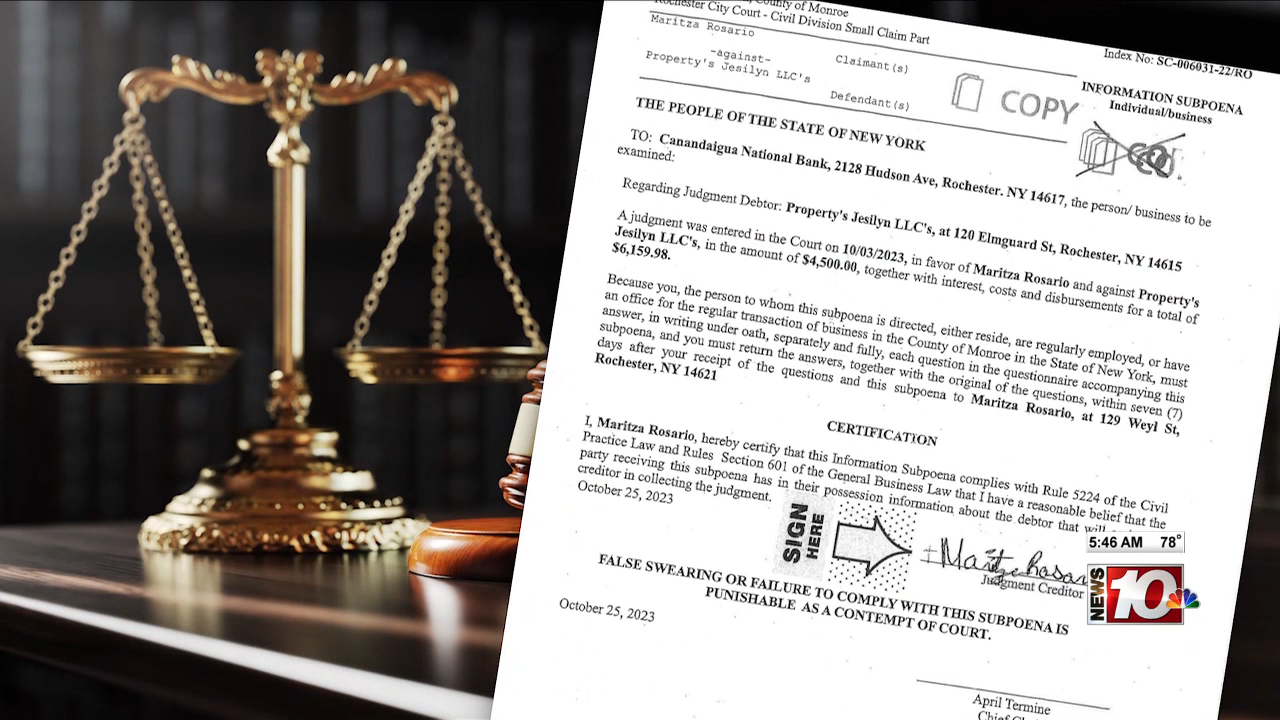 County of Monroe
Rochester City Court - Civil Division Small Claim Part
Index No: SC-006031-22/RO
Maritza Rosario
Claimant(s)
-against-
Property's Jesilyn LLC's
Defendant(s)
COPY
INFORMATION SUBPOENA
Individual/business
THE PEOPLE OF THE STATE OF NEW YORK
TO: Canandaigua National Bank, 2128 Hudson Ave, Rochester. NY 14617, the person/ business to be
examined:
Regarding Judgment Debtor: Property's Jesilyn LLC's, at 120 Elmguard St, Rochester, NY 14615
A judgment was entered in the Court on 10/03/2023, in favor of Maritza Rosario and against Property's
Jesilyn LLC's, in the amount of $4,500.00, together with interest, costs and disbursements for a total of
$6,159.98.
Because you, the person to whom this subpoena is directed, either reside, are regularly employed, or have
an office for the regular transaction of business in the County of Monroe in the State of New York, must
answer, in writing under oath, separately and fully, each question in the questionnaire accompanying this
subpoena, and you must return the answers, together with the original of the questions, within seven (7)
days after your receipt of the questions and this subpoena to Maritza Rosario, at 129 Weyl St,
Rochester, NY 14621
CERTIFICATION
I, Maritza Rosario, hereby certify that this Information Subpoena complies with Rule 5224 of the Civil
Practice Law and Rules Section 601 of the General Business Law that I have a reasonable belief that the
party receiving this subpoena has in their possession information about the debtor that will
creditor in collecting the judgment.
October 25, 2023
SIGN
HERE
Maritza Rosar
Judgment Creditor
FALSE SWEARING OR FAILURE TO COMPLY WITH THIS SUBPOENA IS
PUNISHABLE AS A CONTEMPT OF COURT.
October 25, 2023
April Termine
Chief Cl
5:46 AM 78°
NEWS
10